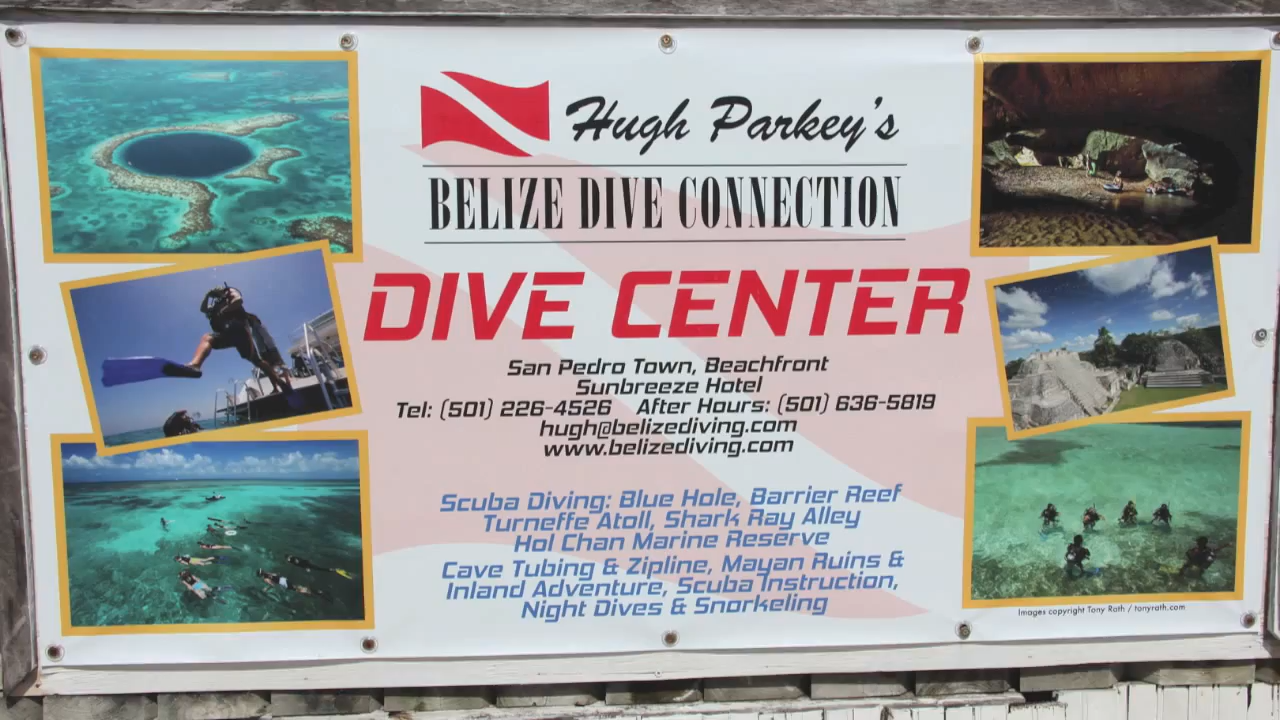 Hugh Parkey's
BELIZE DIVE CONNECTION
DIVE CENTER
San Pedro Town, Beachfront
Sunbreeze Hotel
Tel: (501) 226-4526 After Hours: (501) 636-5819
hugh@belizediving.com
www.belizediving.com
Scuba Diving: Blue Hole, Barrier Reef
Turneffe Atoll, Shark Ray Alley
Hol Chan Marine Reserve
Cave Tubing & Zipline, Mayan Ruins &
Inland Adventure, Scuba Instruction,
Night Dives & Snorkeling
Images copyright Tony Rath / tonyrath.com